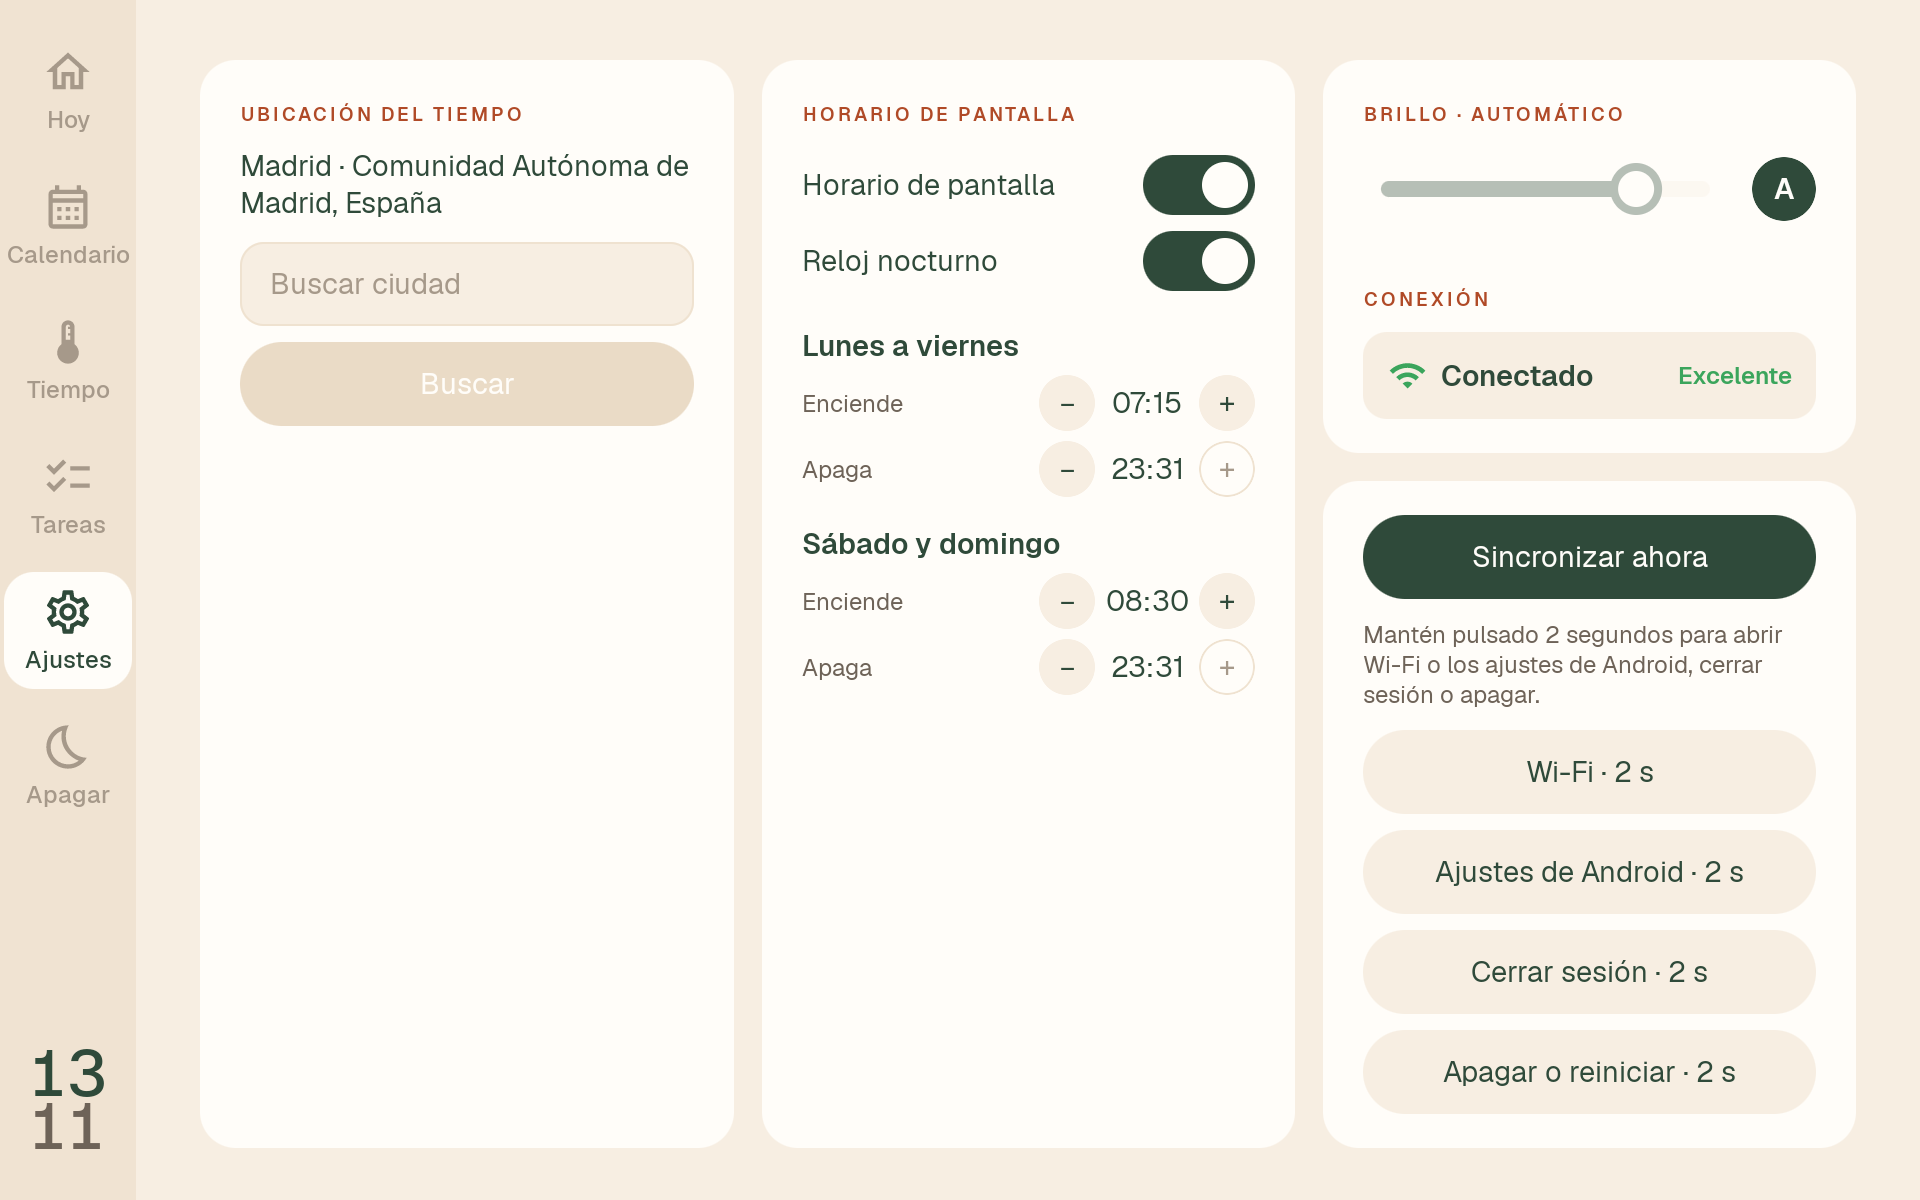 Hoy
Calendario
Tiempo
Tareas
Ajustes
Apagar
13
11
UBICACIÓN DEL TIEMPO
Madrid · Comunidad Autónoma de
Madrid, España
Buscar ciudad
Buscar
HORARIO DE PANTALLA
Horario de pantalla
Reloj nocturno
Lunes a viernes
Enciende − 07:15 +
Apaga − 23:31 +
Sábado y domingo
Enciende − 08:30 +
Apaga − 23:31 +
BRILLO · AUTOMÁTICO
A
CONEXIÓN
Conectado Excelente
Sincronizar ahora
Mantén pulsado 2 segundos para abrir
Wi-Fi o los ajustes de Android, cerrar
sesión o apagar.
Wi-Fi · 2 s
Ajustes de Android · 2 s
Cerrar sesión · 2 s
Apagar o reiniciar · 2 s